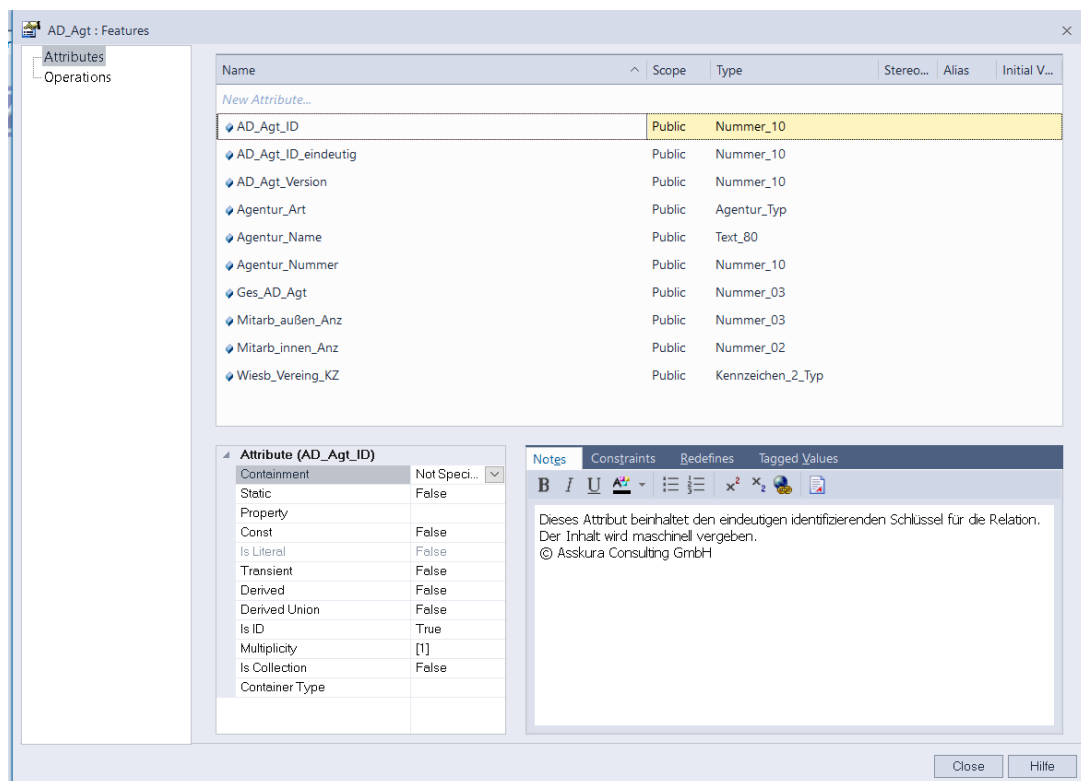 AD_Agt : Features
Attributes
Operations
Name Scope Type Stereo... Alias Initial V...
New Attribute...
AD_Agt_ID Public Nummer_10
AD_Agt_ID_eindeutig Public Nummer_10
AD_Agt_Version Public Nummer_10
Agentur_Art Public Agentur_Typ
Agentur_Name Public Text_80
Agentur_Nummer Public Nummer_10
Ges_AD_Agt Public Nummer_03
Mitarb_außen_Anz Public Nummer_03
Mitarb_innen_Anz Public Nummer_02
Wiesb_Vereing_KZ Public Kennzeichen_2_Typ
Attribute (AD_Agt_ID)
Containment Not Speci...
Static False
Property
Const False
Is Literal False
Transient False
Derived False
Derived Union False
Is ID True
Multiplicity [1]
Is Collection False
Container Type
Notes Constraints Redefines Tagged Values
B I U A x² x₂
Dieses Attribut beinhaltet den eindeutigen identifizierenden Schlüssel für die Relation.
Der Inhalt wird maschinell vergeben.
© Asskura Consulting GmbH
Close Hilfe